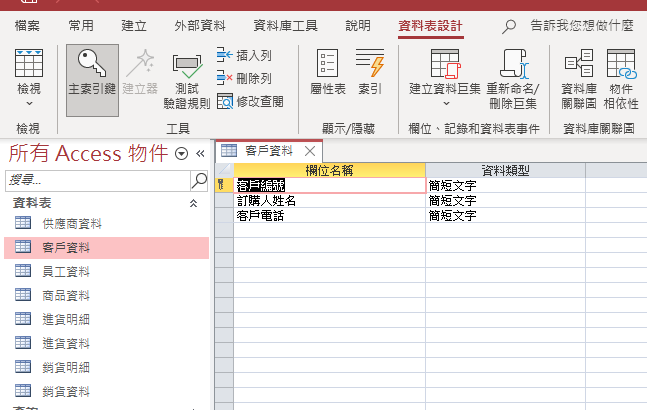 檔案 常用 建立 外部資料 資料庫工具 說明 資料表設計 告訴我您想做什麼
檢視
主索引鍵
建立器
測試
驗證規則
插入列
刪除列
修改查閱
屬性表
索引
建立資料巨集
重新命名/
刪除巨集
資料庫
關聯圖
物件
相依性
檢視 工具 顯示/隱藏 欄位、記錄和資料表事件 資料庫關聯圖
所有 Access 物件
搜尋...
資料表
供應商資料
客戶資料
員工資料
商品資料
進貨明細
進貨資料
銷貨明細
銷貨資料
客戶資料
欄位名稱 資料類型
客戶編號 簡短文字
訂購人姓名 簡短文字
客戶電話 簡短文字